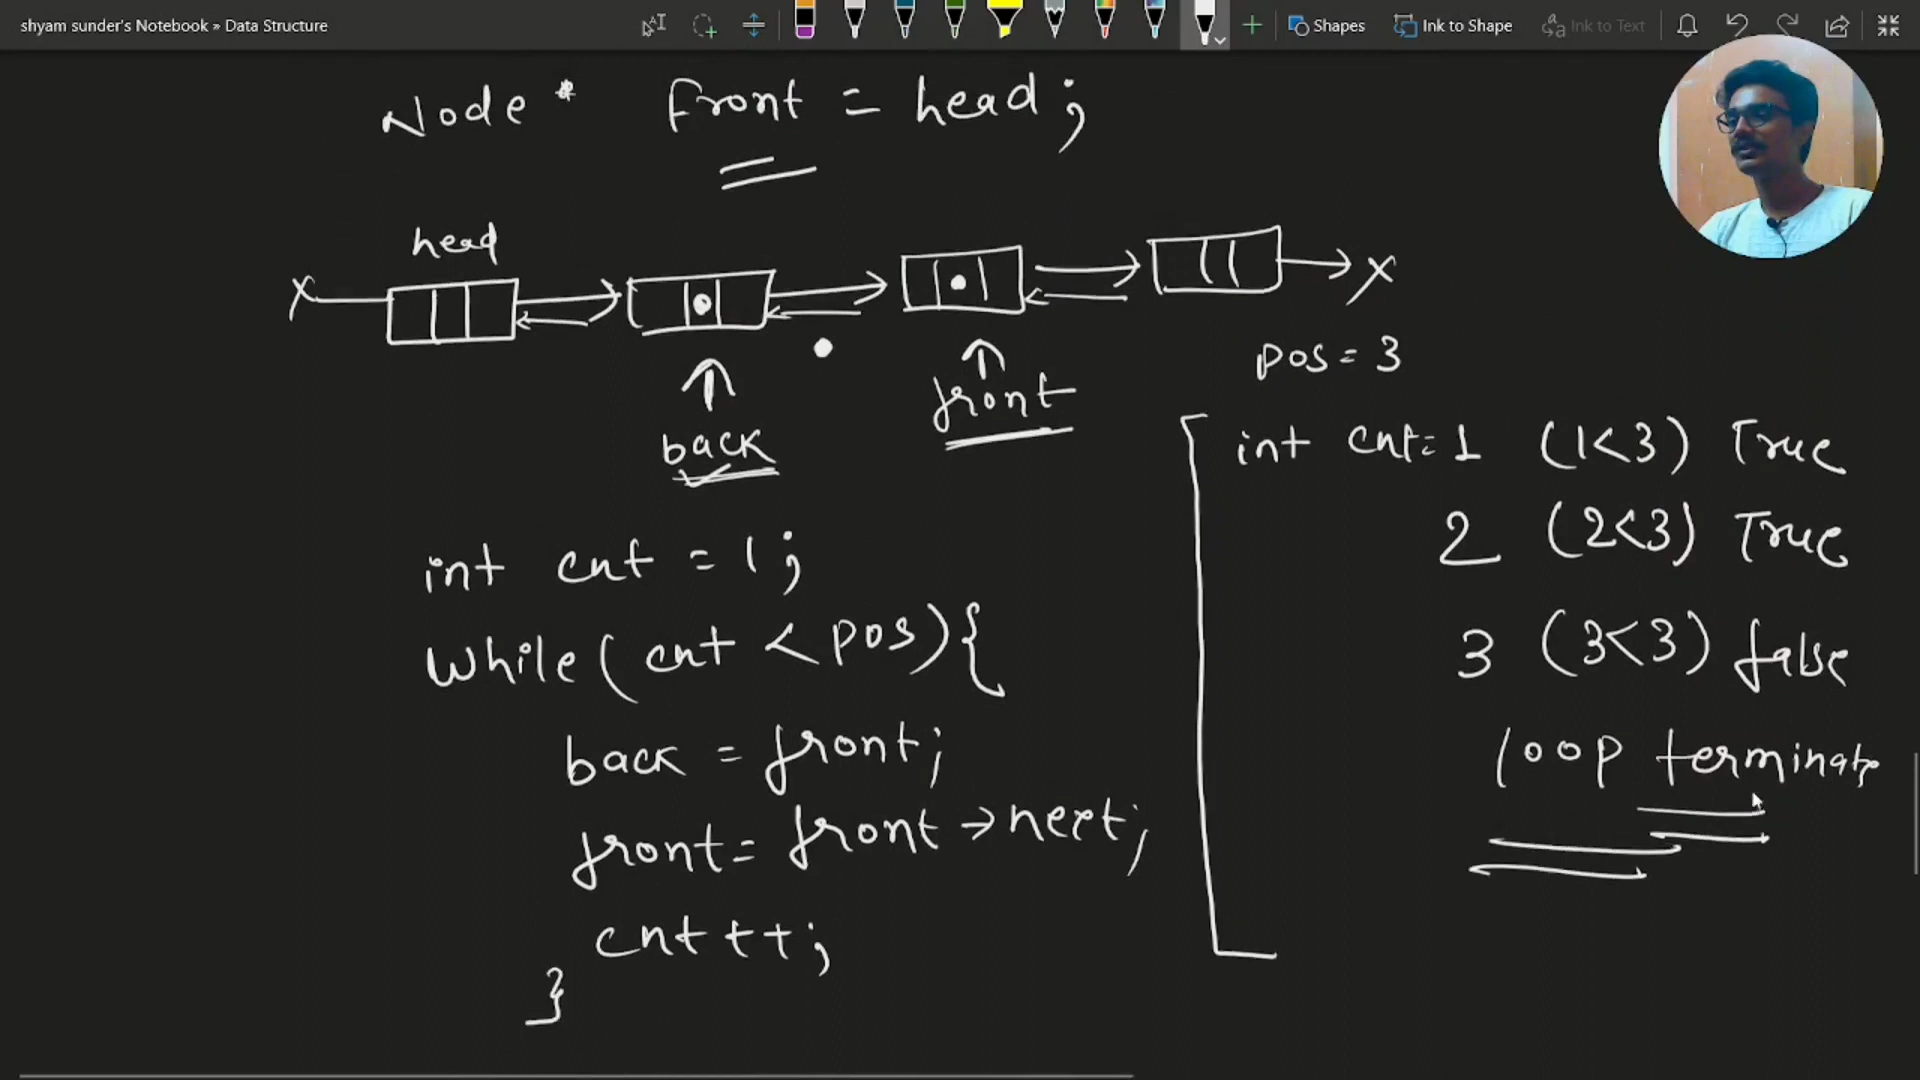 shyam sunder's Notebook » Data Structure
Shapes
Ink to Shape
Ink to Text
Node * front = head;
head
back
front
pos = 3
int cnt = 1;
while (cnt < pos) {
back = front;
front = front → next;
cnt ++;
}
int cnt = 1 (1<3) True
2 (2<3) True
3 (3<3) false
loop terminate